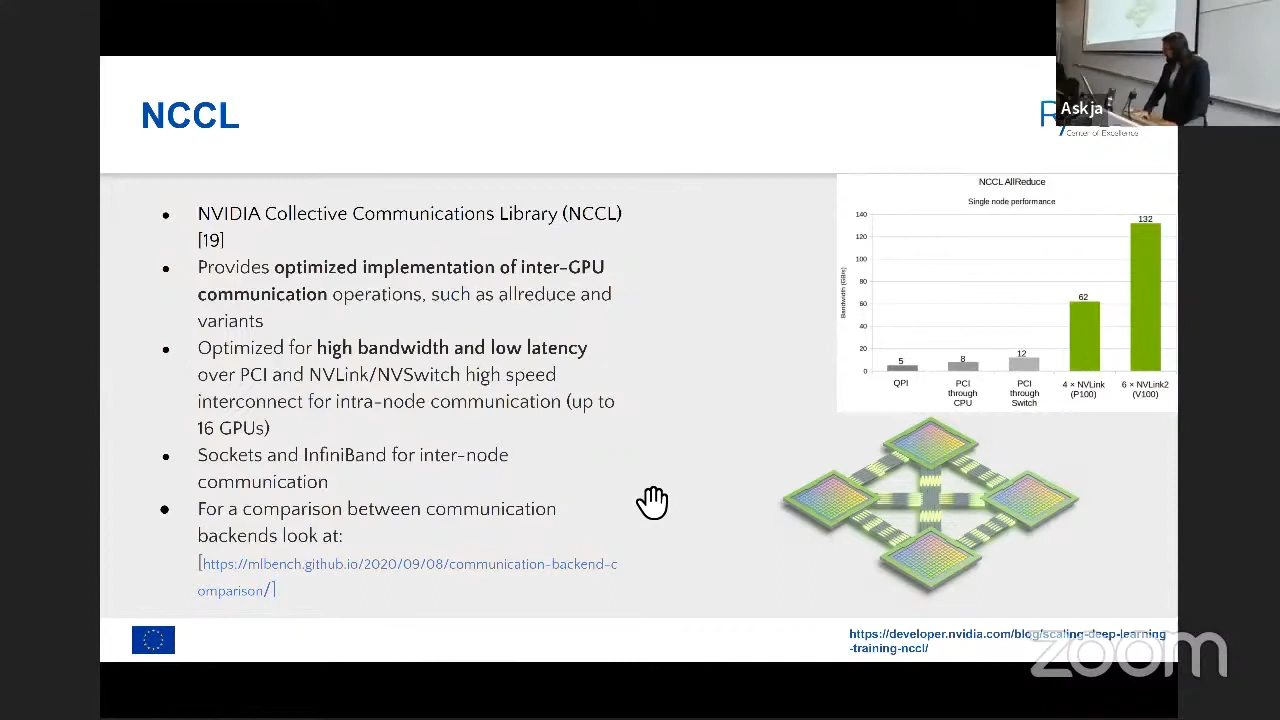 NCCL
Askja
Center of Excellence
NVIDIA Collective Communications Library (NCCL)
[19]
Provides optimized implementation of inter-GPU
communication operations, such as allreduce and
variants
Optimized for high bandwidth and low latency
over PCI and NVLink/NVSwitch high speed
interconnect for intra-node communication (up to
16 GPUs)
Sockets and InfiniBand for inter-node
communication
For a comparison between communication
backends look at:
[https://mlbench.github.io/2020/09/08/communication-backend-c
omparison/]
NCCL AllReduce
Single node performance
Bandwidth (GB/s)
140
120
100
80
60
40
20
0
5
8
12
62
132
QPI
PCI
through
CPU
PCI
through
Switch
4 × NVLink
(P100)
6 × NVLink2
(V100)
https://developer.nvidia.com/blog/scaling-deep-learning
-training-nccl/
zoom